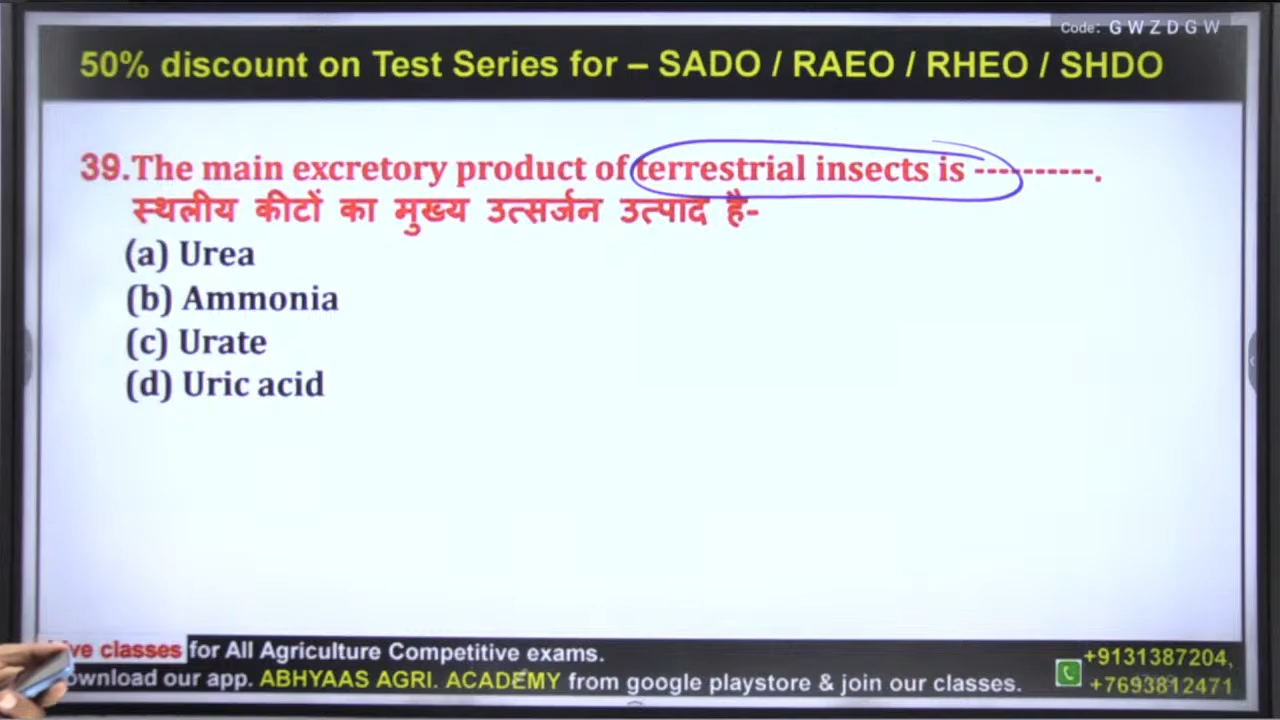 Code: G W Z D G W
50% discount on Test Series for – SADO / RAEO / RHEO / SHDO
39.The main excretory product of terrestrial insects is ----------.
स्थलीय कीटों का मुख्य उत्सर्जन उत्पाद है-
(a) Urea
(b) Ammonia
(c) Urate
(d) Uric acid
Live classes for All Agriculture Competitive exams.
ownload our app. ABHYAAS AGRI. ACADEMY from google playstore & join our classes.
+9131387204,
+7693812471